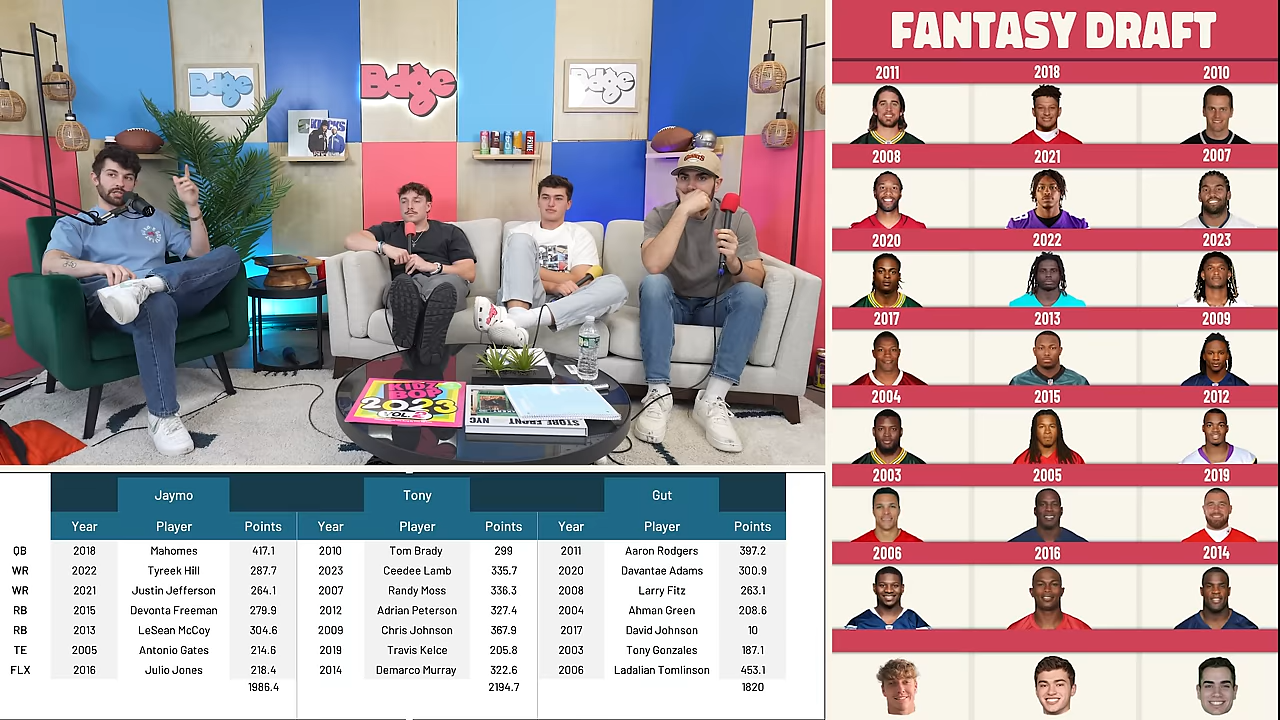 Bdge
Bdge
Bdge
KIDZ
BOP
2023
VOL. 2
STORE FRONT
NYC
FANTASY DRAFT
2011 2018 2010
2008 2021 2007
2020 2022 2023
2017 2013 2009
2004 2015 2012
2003 2005 2019
2006 2016 2014
Jaymo Tony Gut
Year Player Points Year Player Points Year Player Points
QB 2018 Mahomes 417.1 2010 Tom Brady 299 2011 Aaron Rodgers 397.2
WR 2022 Tyreek Hill 287.7 2023 Ceedee Lamb 335.7 2020 Davantae Adams 300.9
WR 2021 Justin Jefferson 264.1 2007 Randy Moss 336.3 2008 Larry Fitz 263.1
RB 2015 Devonta Freeman 279.9 2012 Adrian Peterson 327.4 2004 Ahman Green 208.6
RB 2013 LeSean McCoy 304.6 2009 Chris Johnson 367.9 2017 David Johnson 10
TE 2005 Antonio Gates 214.6 2019 Travis Kelce 205.8 2003 Tony Gonzales 187.1
FLX 2016 Julio Jones 218.4 2014 Demarco Murray 322.6 2006 Ladalian Tomlinson 453.1
1986.4 2194.7 1820